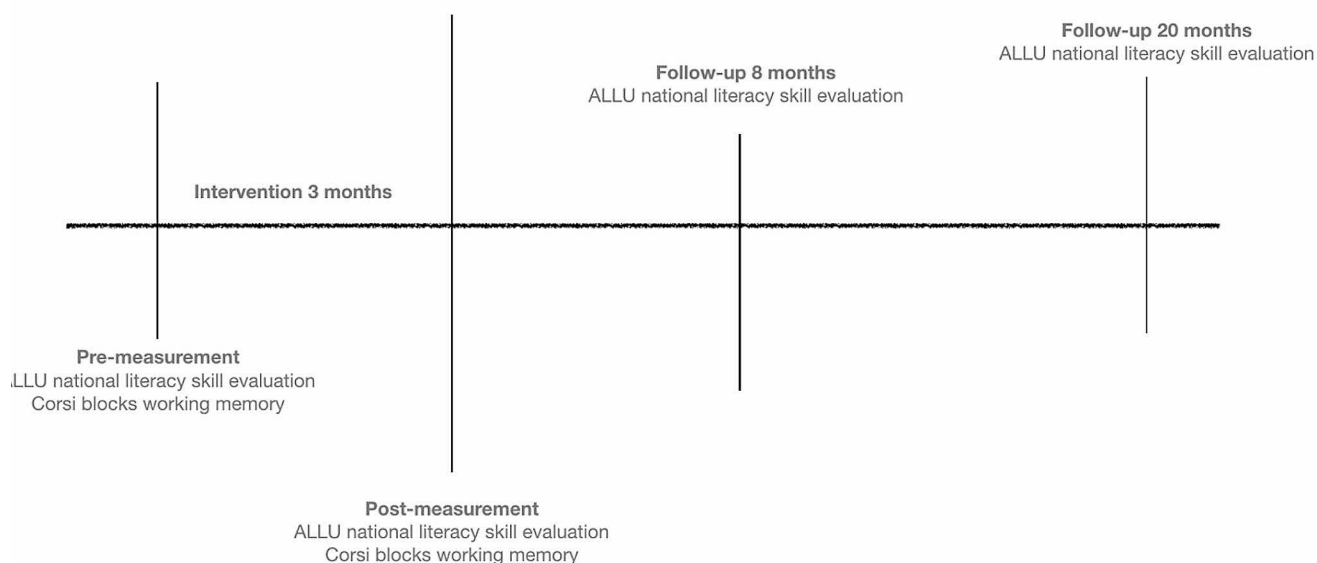 Follow-up 20 months
ALLU national literacy skill evaluation
Follow-up 8 months
ALLU national literacy skill evaluation
Intervention 3 months
Pre-measurement
LLU national literacy skill evaluation
Corsi blocks working memory
Post-measurement
ALLU national literacy skill evaluation
Corsi blocks working memory